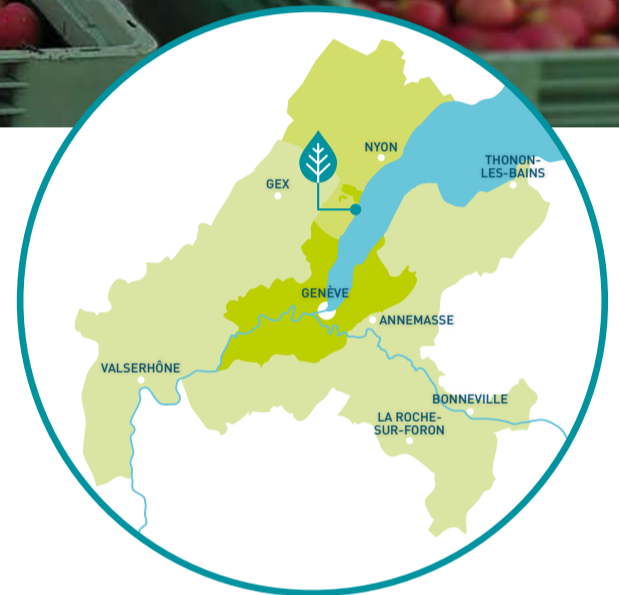 NYON
THONON-
LES-BAINS
GEX
GENÈVE
ANNEMASSE
VALSERHÔNE
BONNEVILLE
LA ROCHE-
SUR-FORON